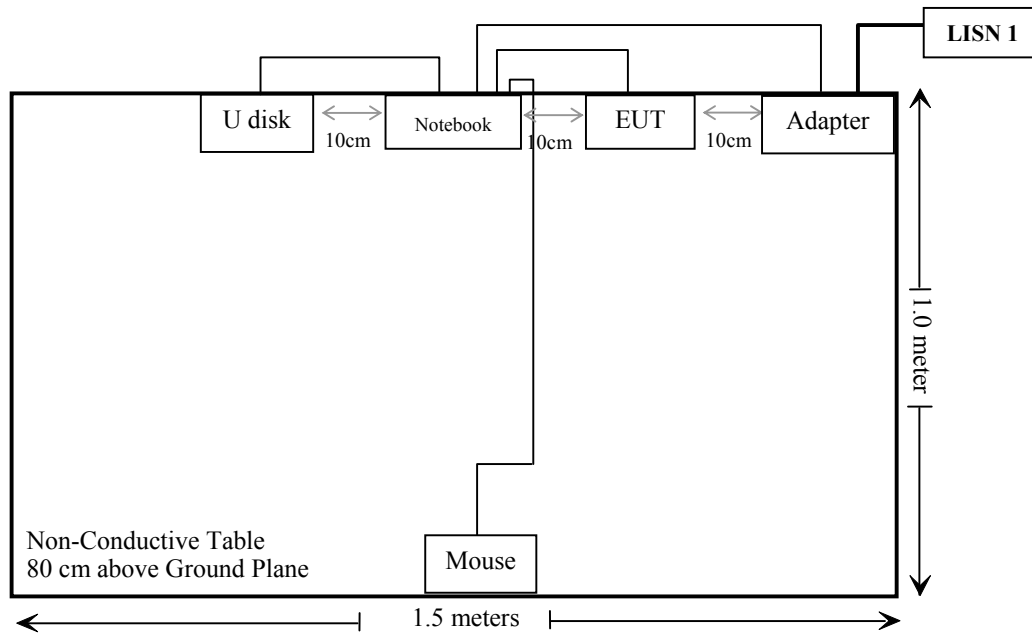 LISN 1
U disk
Notebook
EUT
Adapter
10cm
10cm
10cm
1.0 meter
Non-Conductive Table
80 cm above Ground Plane
Mouse
1.5 meters